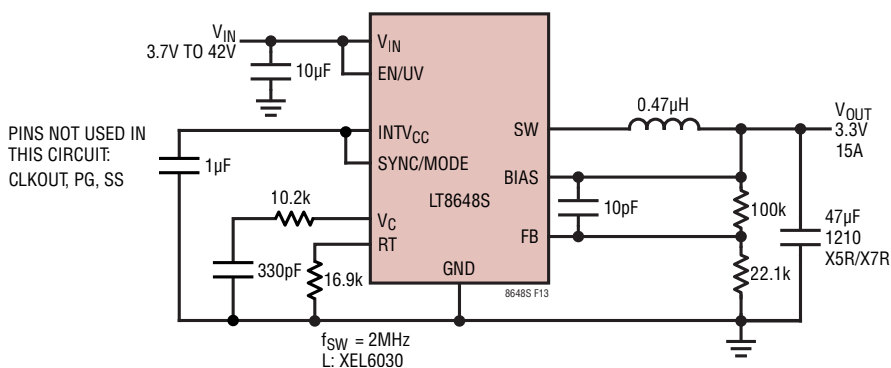 VIN
3.7V TO 42V
10µF
VIN
EN/UV
0.47µH
VOUT
3.3V
15A
PINS NOT USED IN
THIS CIRCUIT:
CLKOUT, PG, SS
1µF
INTVCC
SYNC/MODE
SW
BIAS
LT8648S
10pF
100k
47µF
1210
X5R/X7R
10.2k
VC
RT
FB
330pF
16.9k
GND
22.1k
8648S F13
fSW = 2MHz
L: XEL6030